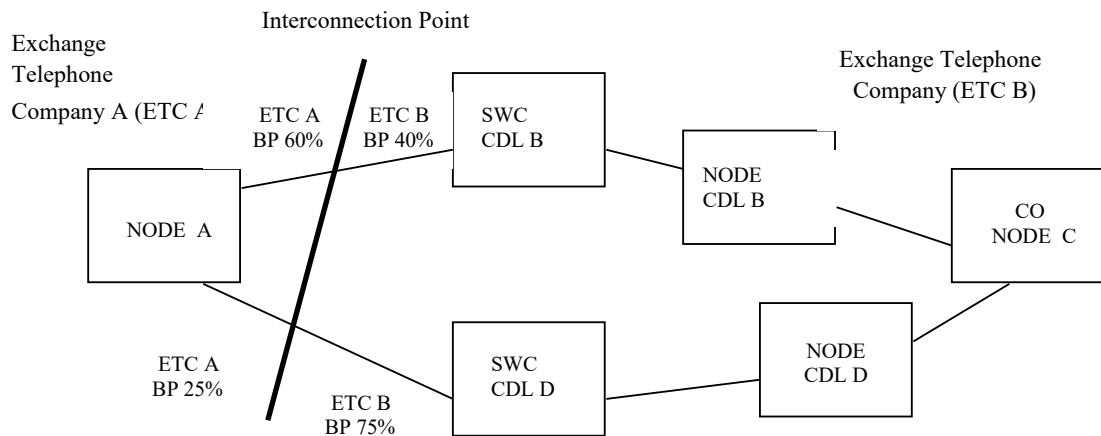 Interconnection Point
Exchange
Telephone
Company A (ETC A
Exchange Telephone
Company (ETC B)
ETC A
BP 60%
ETC B
BP 40%
SWC
CDL B
NODE
CDL B
NODE A
CO
NODE C
ETC A
BP 25%
ETC B
BP 75%
SWC
CDL D
NODE
CDL D